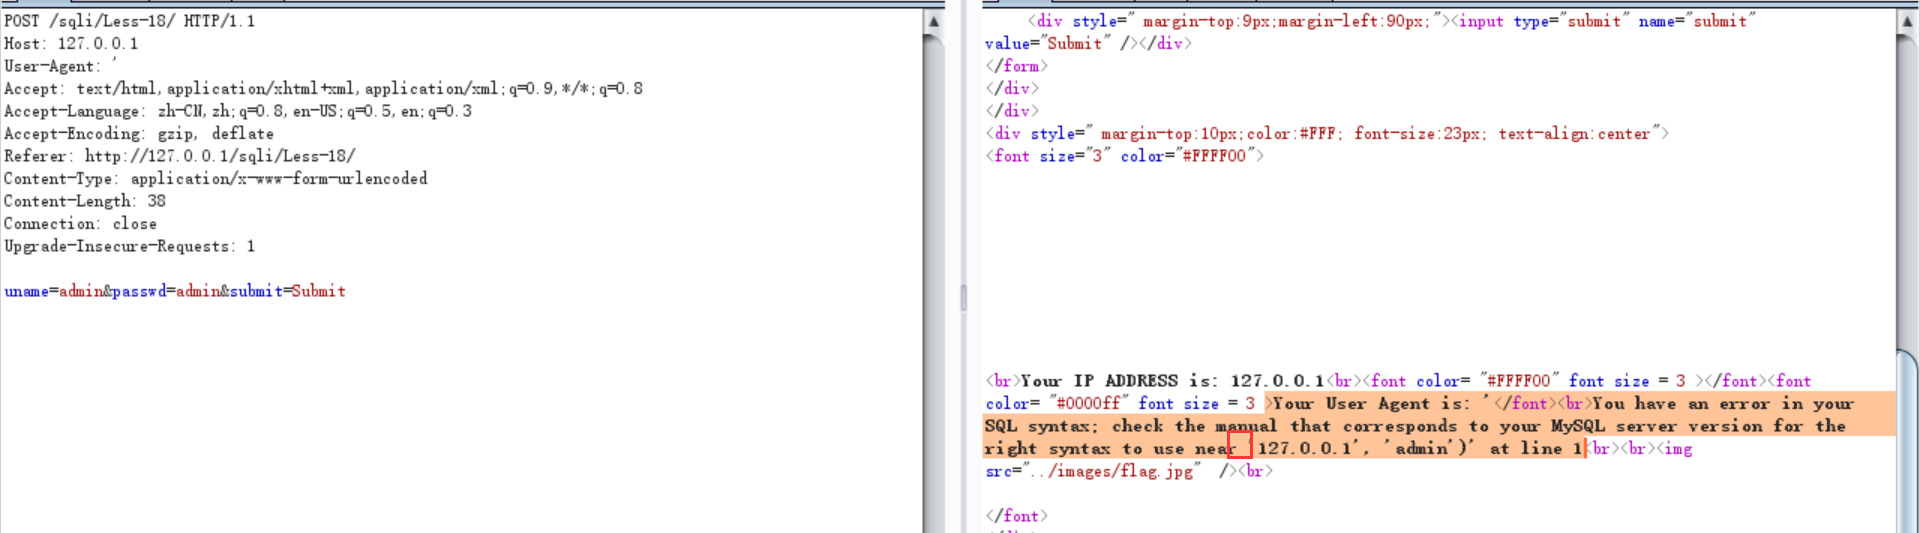 POST /sqli/Less-18/ HTTP/1.1
Host: 127.0.0.1
User-Agent: '
Accept: text/html,application/xhtml+xml,application/xml;q=0.9,*/*;q=0.8
Accept-Language: zh-CN,zh;q=0.8,en-US;q=0.5,en;q=0.3
Accept-Encoding: gzip, deflate
Referer: http://127.0.0.1/sqli/Less-18/
Content-Type: application/x-www-form-urlencoded
Content-Length: 38
Connection: close
Upgrade-Insecure-Requests: 1
uname=admin&passwd=admin&submit=Submit
<div style=" margin-top:9px;margin-left:90px;"><input type="submit" name="submit"
value="Submit" /></div>
</form>
</div>
</div>
<div style=" margin-top:10px;color:#FFF; font-size:23px; text-align:center">
<font size="3" color="#FFFF00">
<br>Your IP ADDRESS is: 127.0.0.1<br><font color= "#FFFF00" font size = 3 ></font><font
color= "#0000ff" font size = 3 >Your User Agent is: '</font><br>You have an error in your
SQL syntax; check the manual that corresponds to your MySQL server version for the
right syntax to use near '127.0.0.1', 'admin')' at line 1<br><br><img
src="../images/flag.jpg"  /><br>
</font>